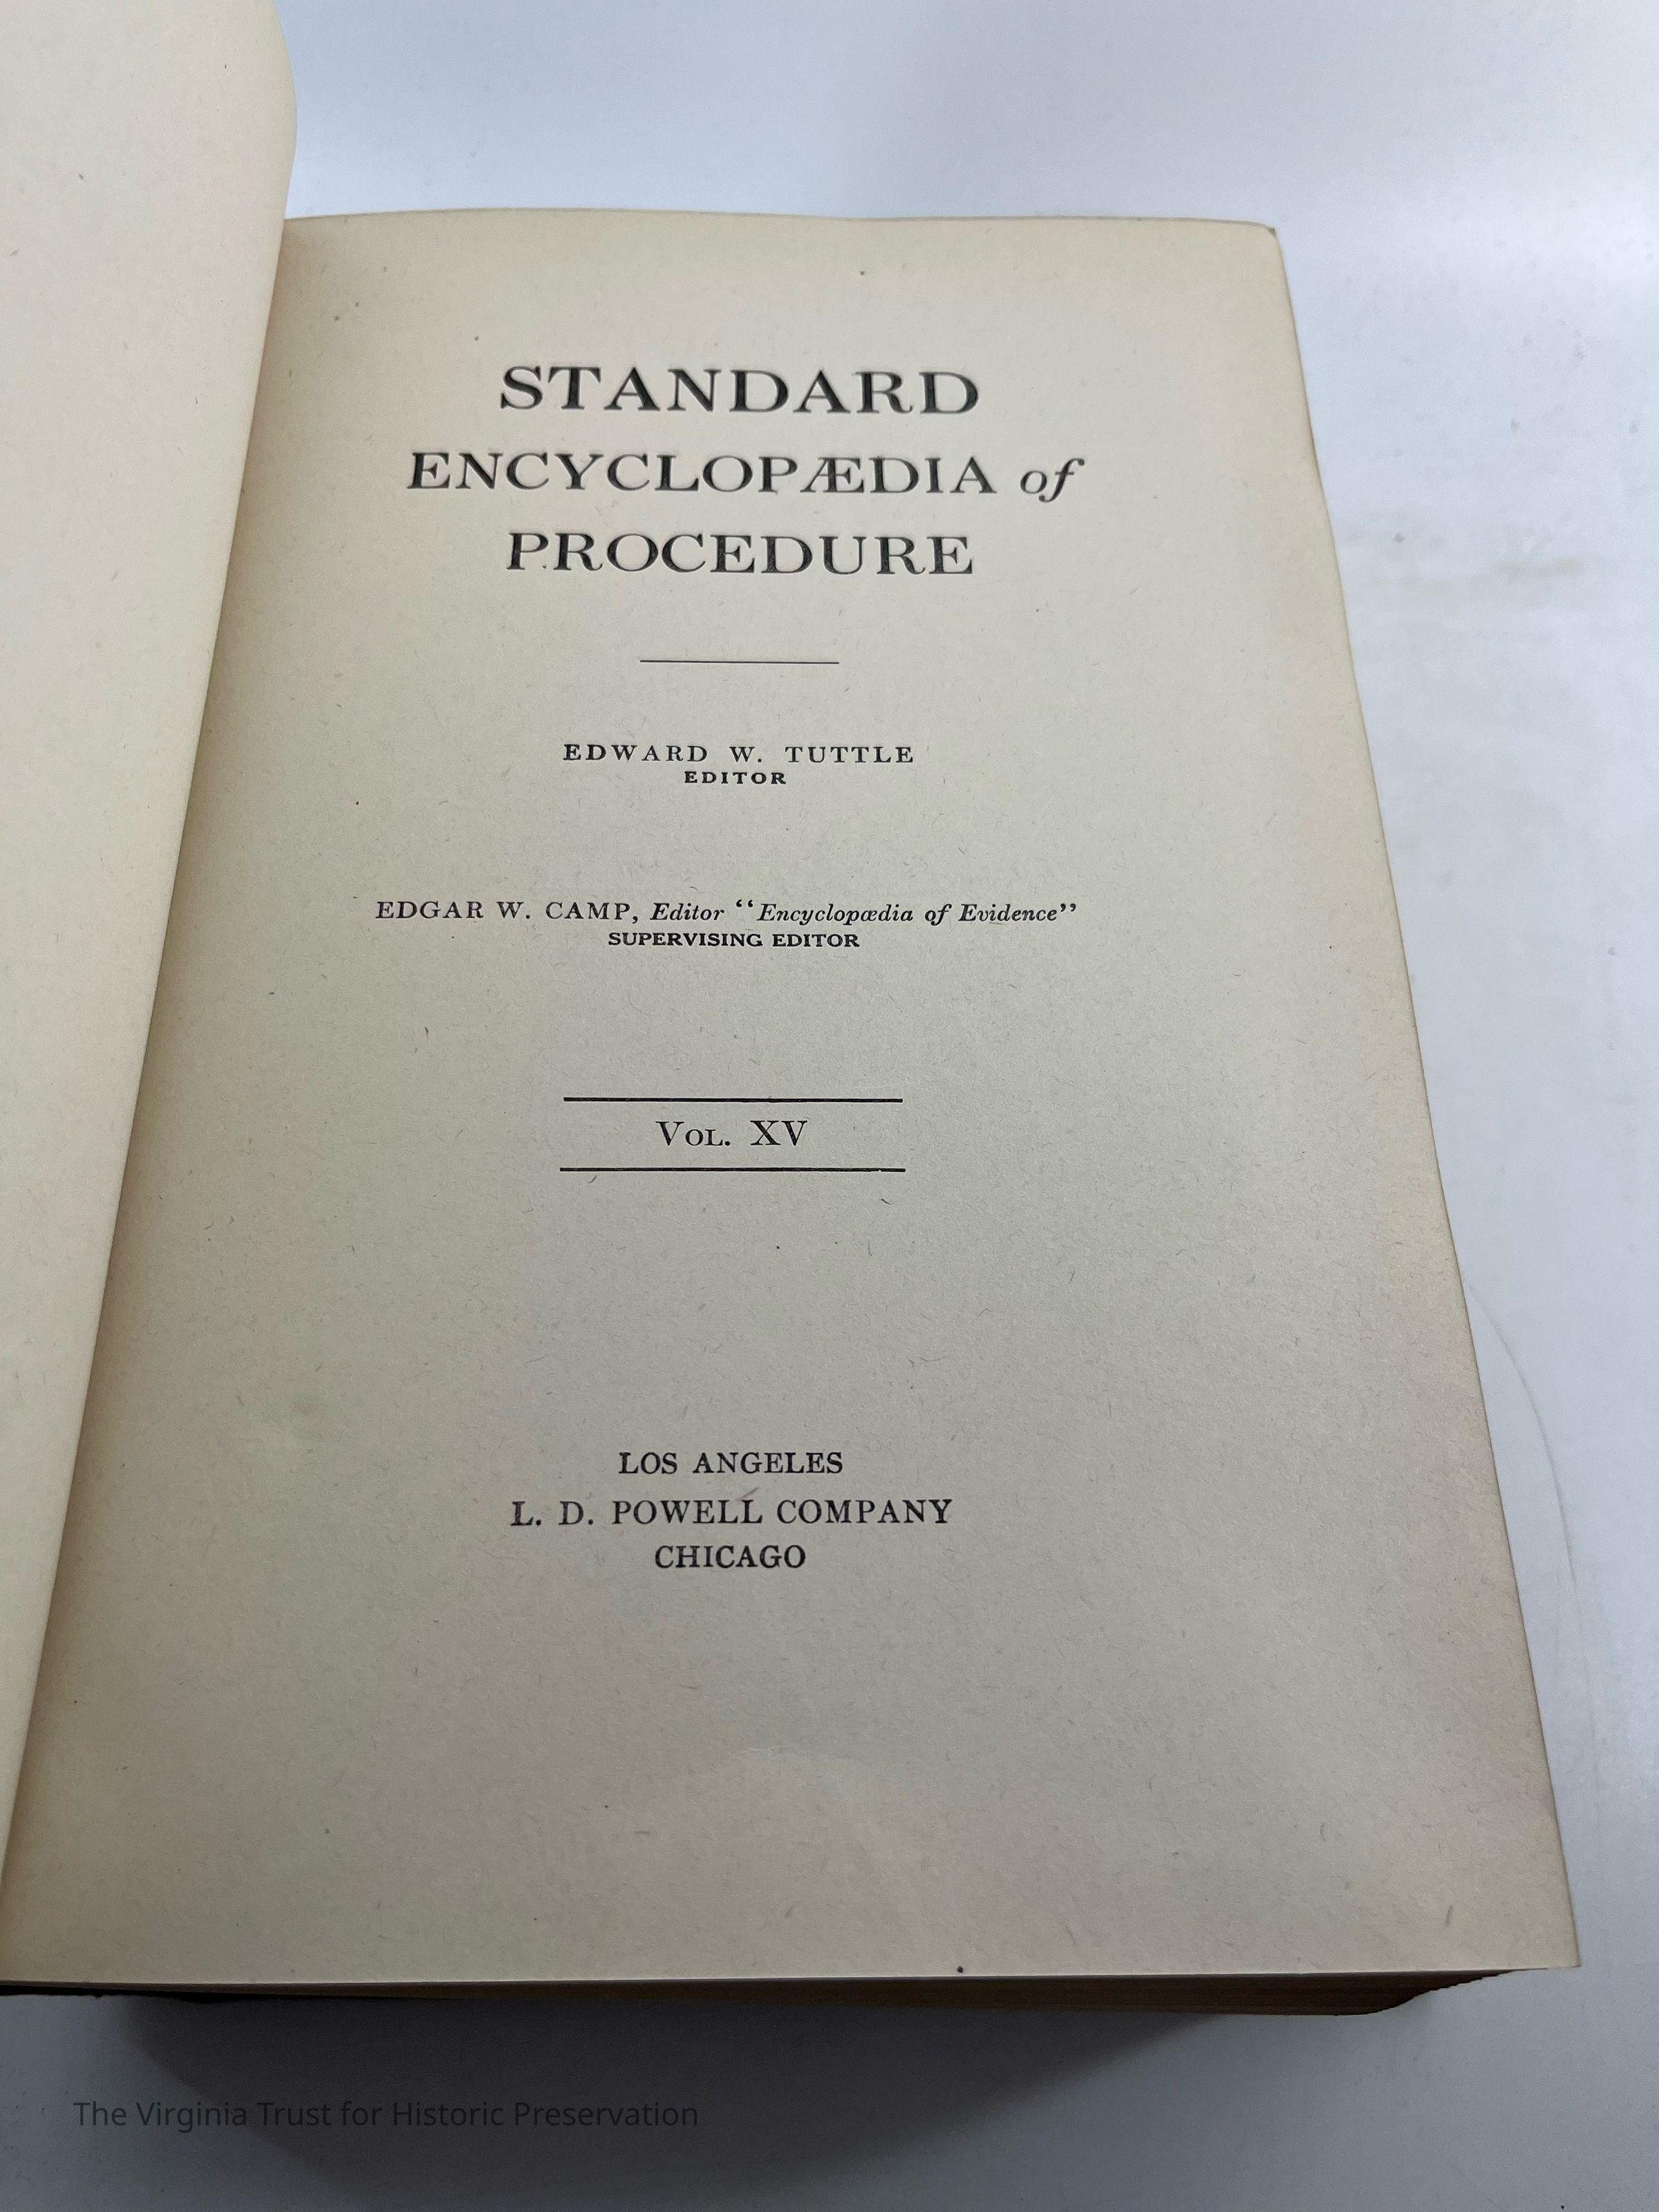 STANDARD
ENCYCLOPÆDIA of
PROCEDURE
EDWARD W. TUTTLE
EDITOR
EDGAR W. CAMP, Editor “Encyclopædia of Evidence”
SUPERVISING EDITOR
VOL. XV
LOS ANGELES
L. D. POWELL COMPANY
CHICAGO
The Virginia Trust for Historic Preservation